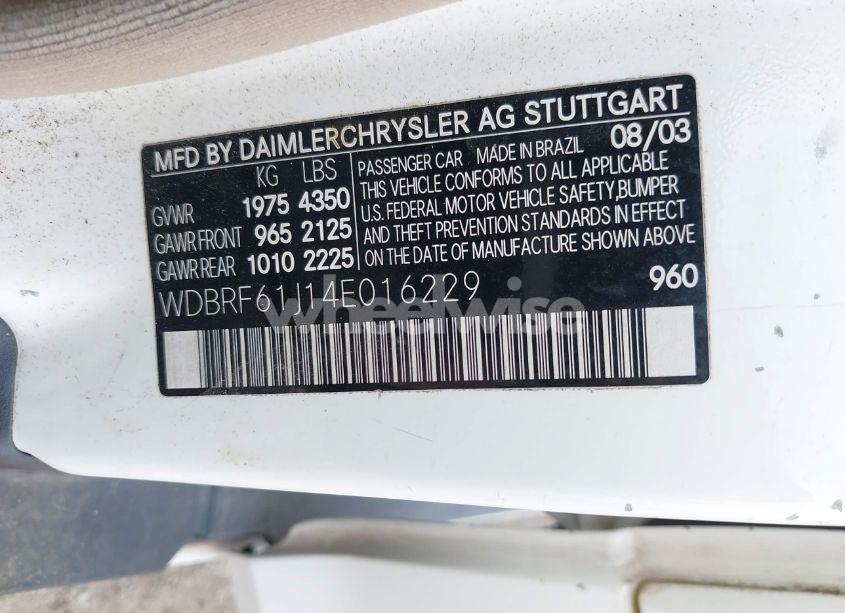 MFD BY DAIMLERCHRYSLER AG STUTTGART
KG LBS
GVWR 1975 4350
GAWR FRONT 965 2125
GAWR REAR 1010 2225
08/03
PASSENGER CAR MADE IN BRAZIL
THIS VEHICLE CONFORMS TO ALL APPLICABLE
U.S. FEDERAL MOTOR VEHICLE SAFETY,BUMPER
AND THEFT PREVENTION STANDARDS IN EFFECT
ON THE DATE OF MANUFACTURE SHOWN ABOVE
WDBRF61J14E016229
960
wheelwise